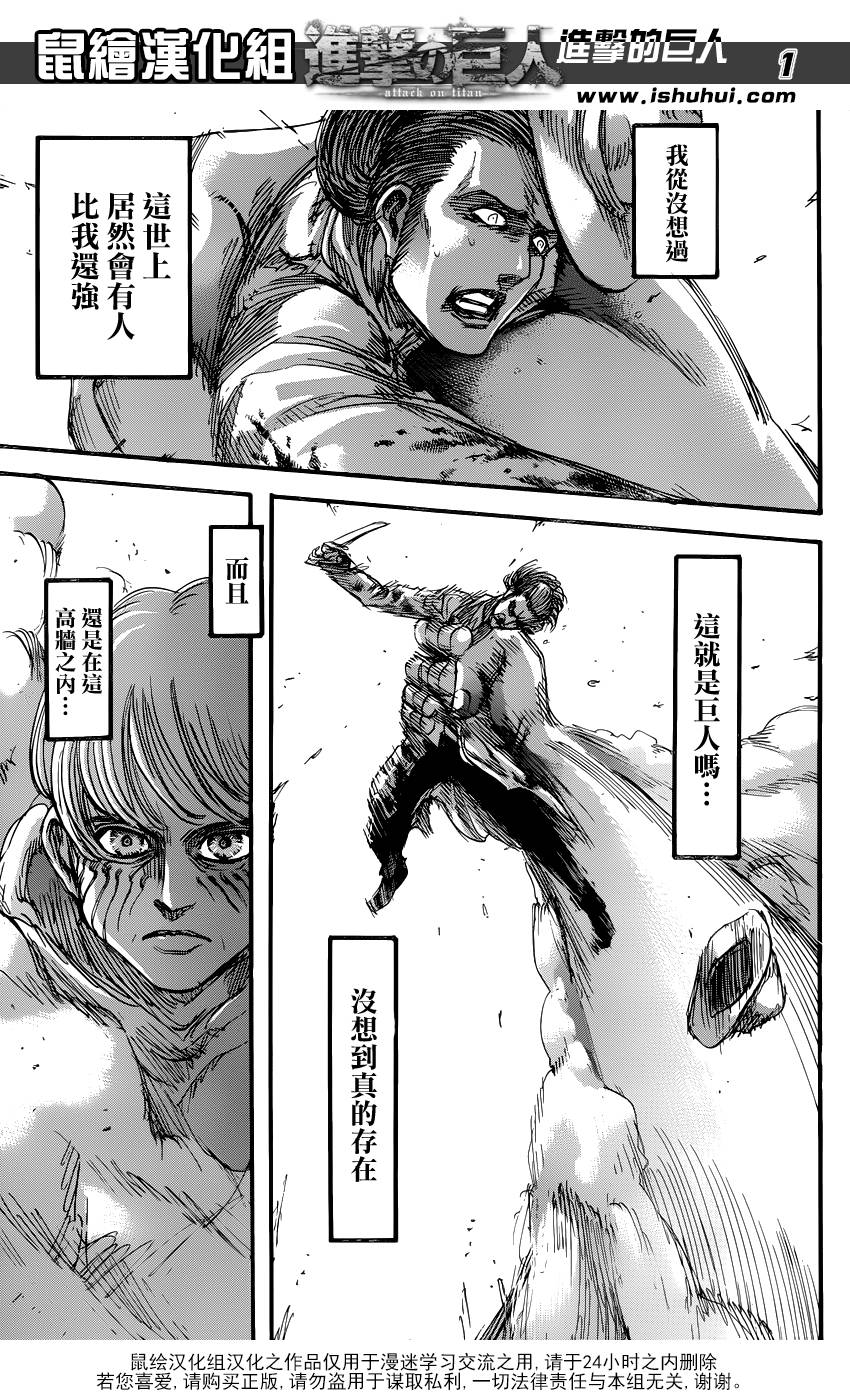 鼠繪漢化組
進撃の巨人
attack on titan
進擊的巨人
1
www.ishuhui.com
我從沒想過
這世上
居然會有人
比我還強
這就是巨人嗎…
沒想到真的存在
而且
還是在這
高牆之內…
鼠绘汉化组汉化之作品仅用于漫迷学习交流之用, 请于24小时之内删除
若您喜爱, 请购买正版, 请勿盗用于谋取私利, 一切法律责任与本组无关, 谢谢。